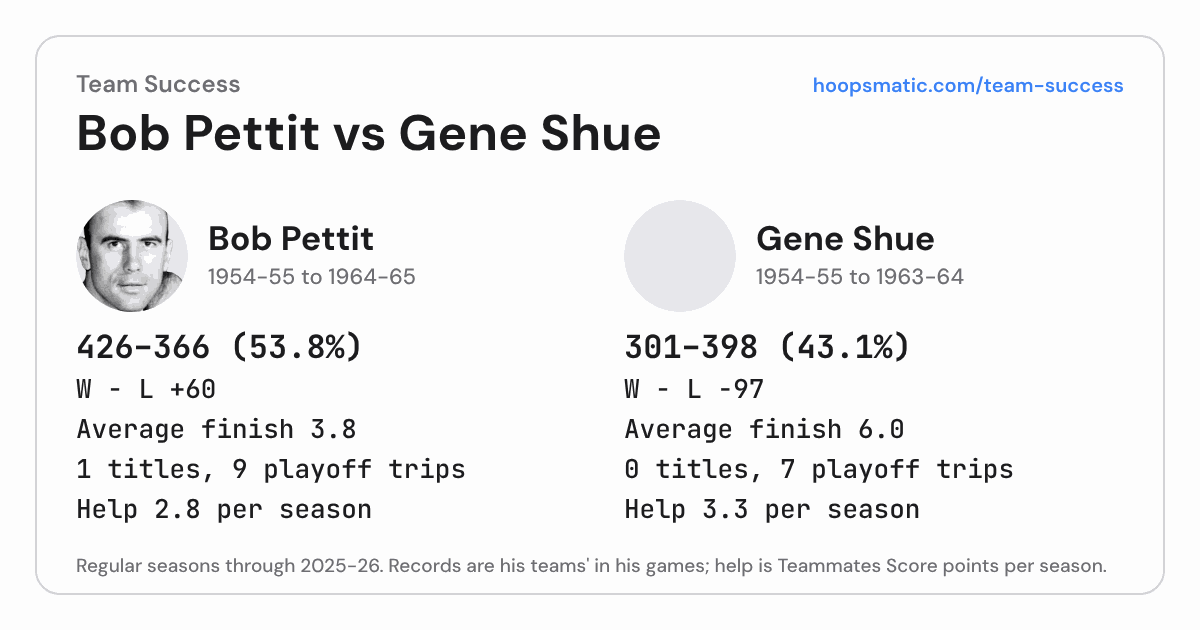 Team Success
hoopsmatic.com/team-success
Bob Pettit vs Gene Shue
Bob Pettit
1954-55 to 1964-65
426-366 (53.8%)
W - L +60
Average finish 3.8
1 titles, 9 playoff trips
Help 2.8 per season
Gene Shue
1954-55 to 1963-64
301-398 (43.1%)
W - L -97
Average finish 6.0
0 titles, 7 playoff trips
Help 3.3 per season
Regular seasons through 2025-26. Records are his teams' in his games; help is Teammates Score points per season.